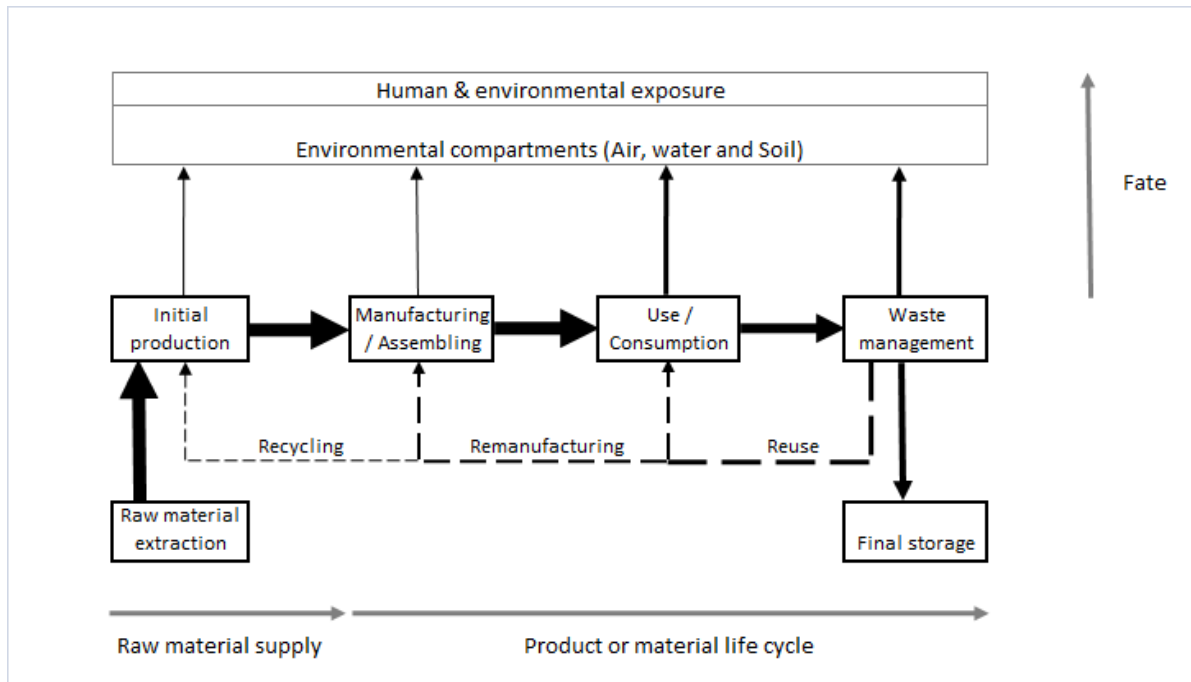 Human & environmental exposure
Environmental compartments (Air, water and Soil)
Fate
Initial
production
Manufacturing
/ Assembling
Use /
Consumption
Waste
management
Recycling
Remanufacturing
Reuse
Raw material
extraction
Final storage
Raw material supply
Product or material life cycle